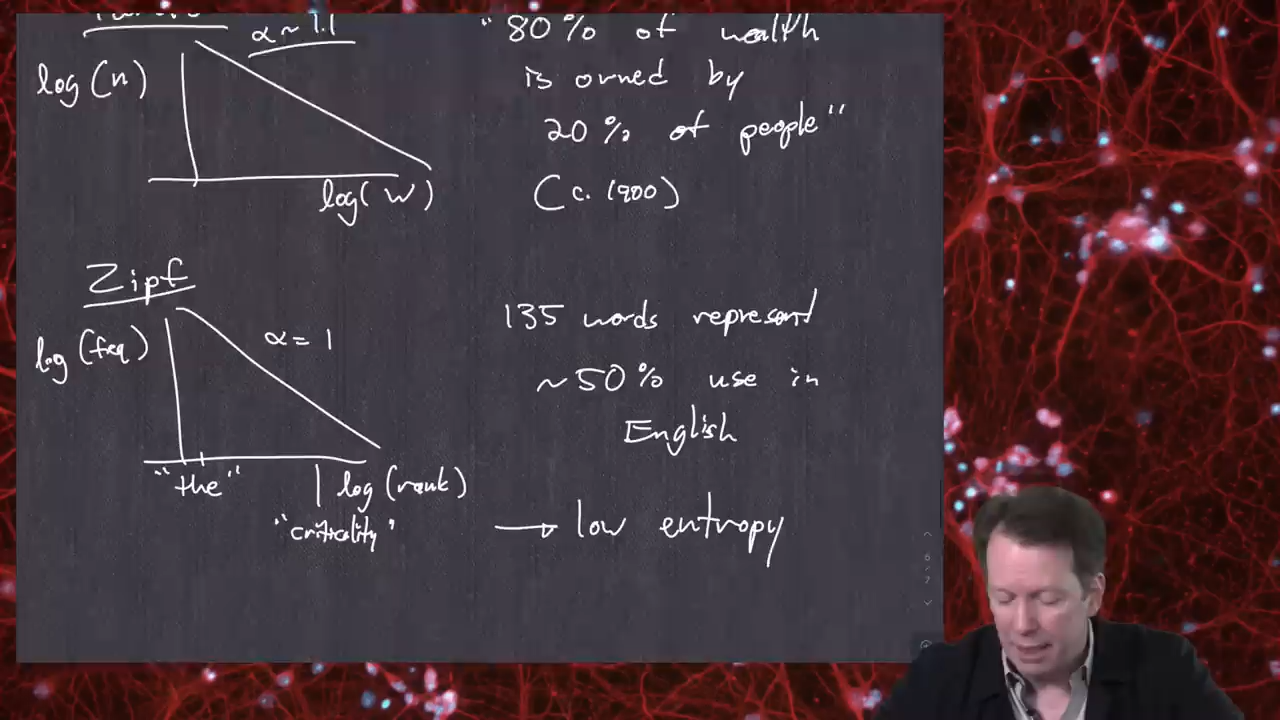 α ~ 1.1
log (n)
log( w )
"80% of wealth
is owned by
20% of people"
(c. 1900)
Zipf
log (freq)
α = 1
"the"
log (rank)
"criticality"
135 words represent
~50% use in
English
→ low entropy